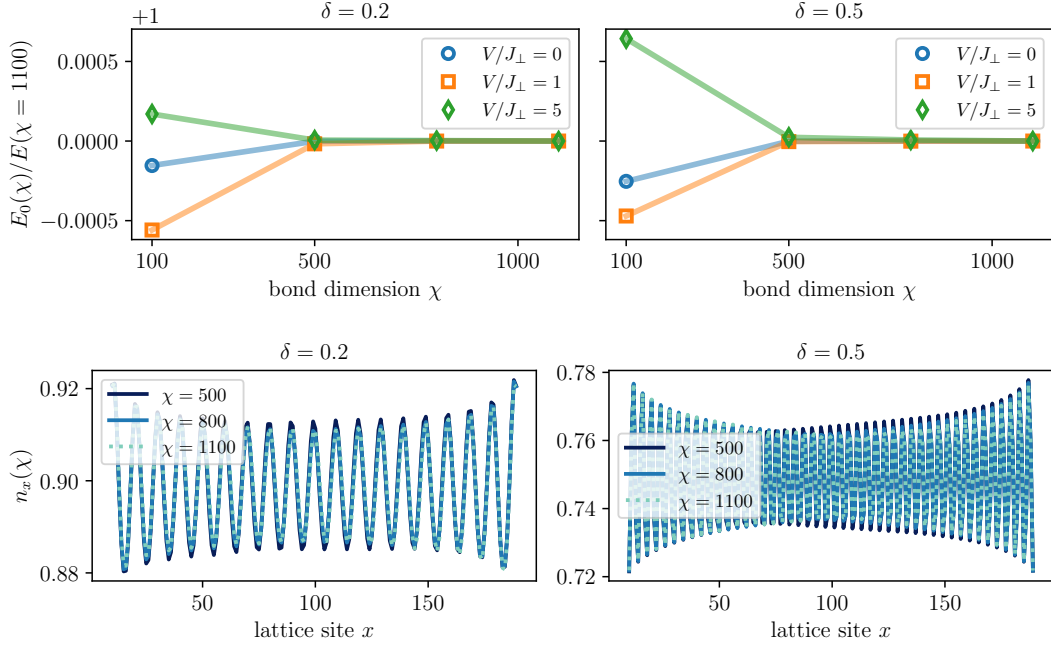 +1
δ = 0.2
δ = 0.5
E₀(χ)/E(χ = 1100)
0.0005
0.0000
−0.0005
V/J⊥ = 0
V/J⊥ = 1
V/J⊥ = 5
V/J⊥ = 0
V/J⊥ = 1
V/J⊥ = 5
100
500
1000
100
500
1000
bond dimension χ
bond dimension χ
δ = 0.2
δ = 0.5
nₓ(χ)
0.92
0.90
0.88
χ = 500
χ = 800
χ = 1100
0.78
0.76
0.74
0.72
χ = 500
χ = 800
χ = 1100
50
100
150
50
100
150
lattice site x
lattice site x